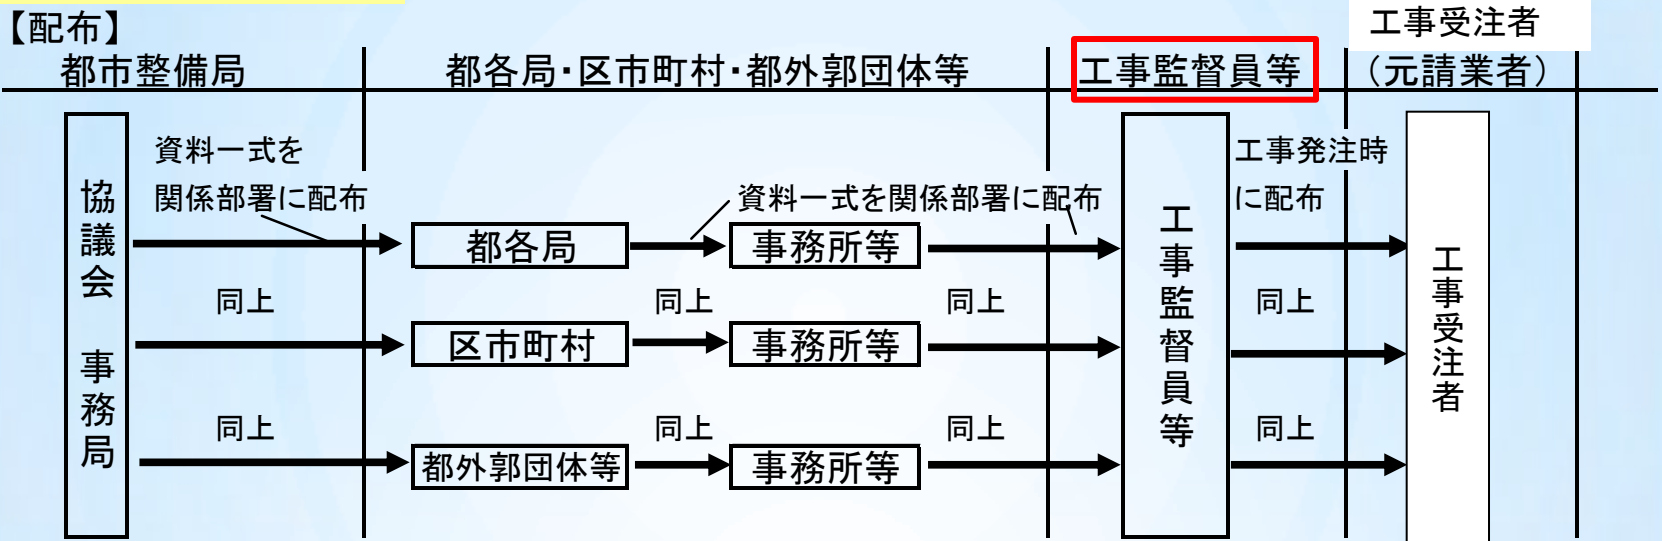 【配布】
都市整備局
都各局・区市町村・都外郭団体等
工事監督員等
工事受注者
（元請業者）
資料一式を
関係部署に配布
資料一式を関係部署に配布
工事発注時
に配布
協議会　事務局
都各局
事務所等
工事監督員等
工事受注者
同上
同上
同上
同上
区市町村
事務所等
同上
同上
同上
同上
都外郭団体等
事務所等